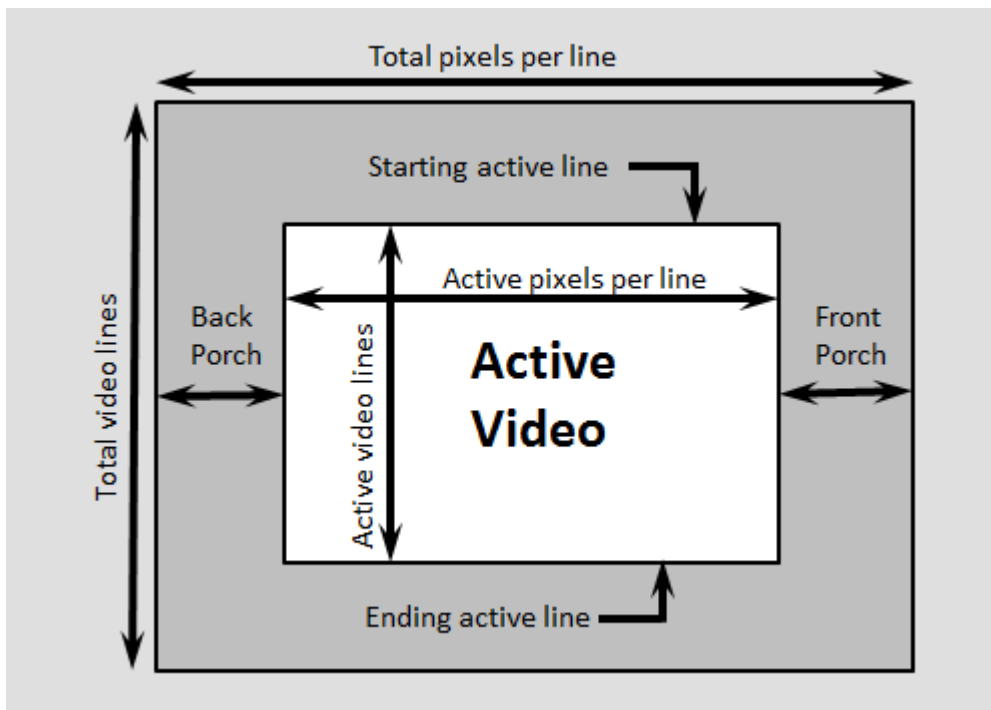 Total pixels per line
Starting active line
Active pixels per line
Back
Porch
Front
Porch
Total video lines
Active video lines
Active
Video
Ending active line